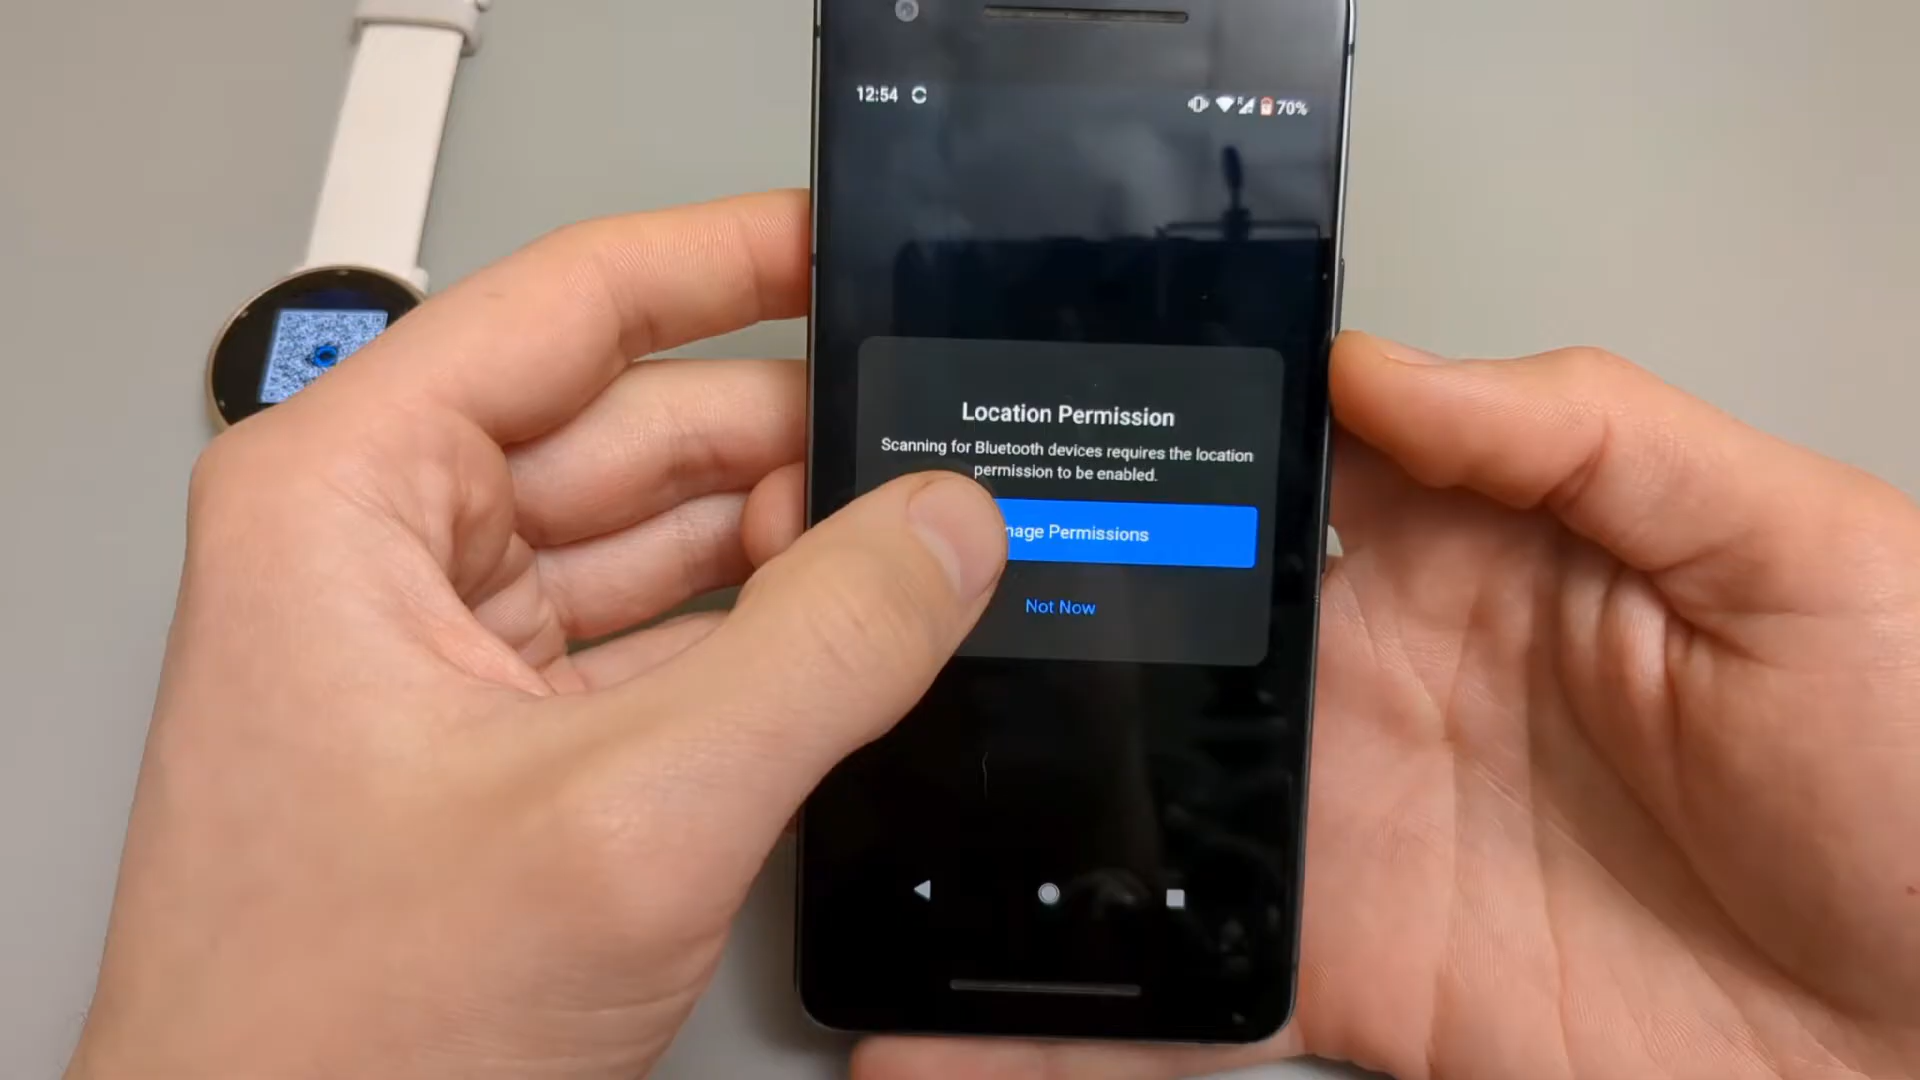 12:54
70%
Location Permission
Scanning for Bluetooth devices requires the location
permission to be enabled.
Permissions
Not Now